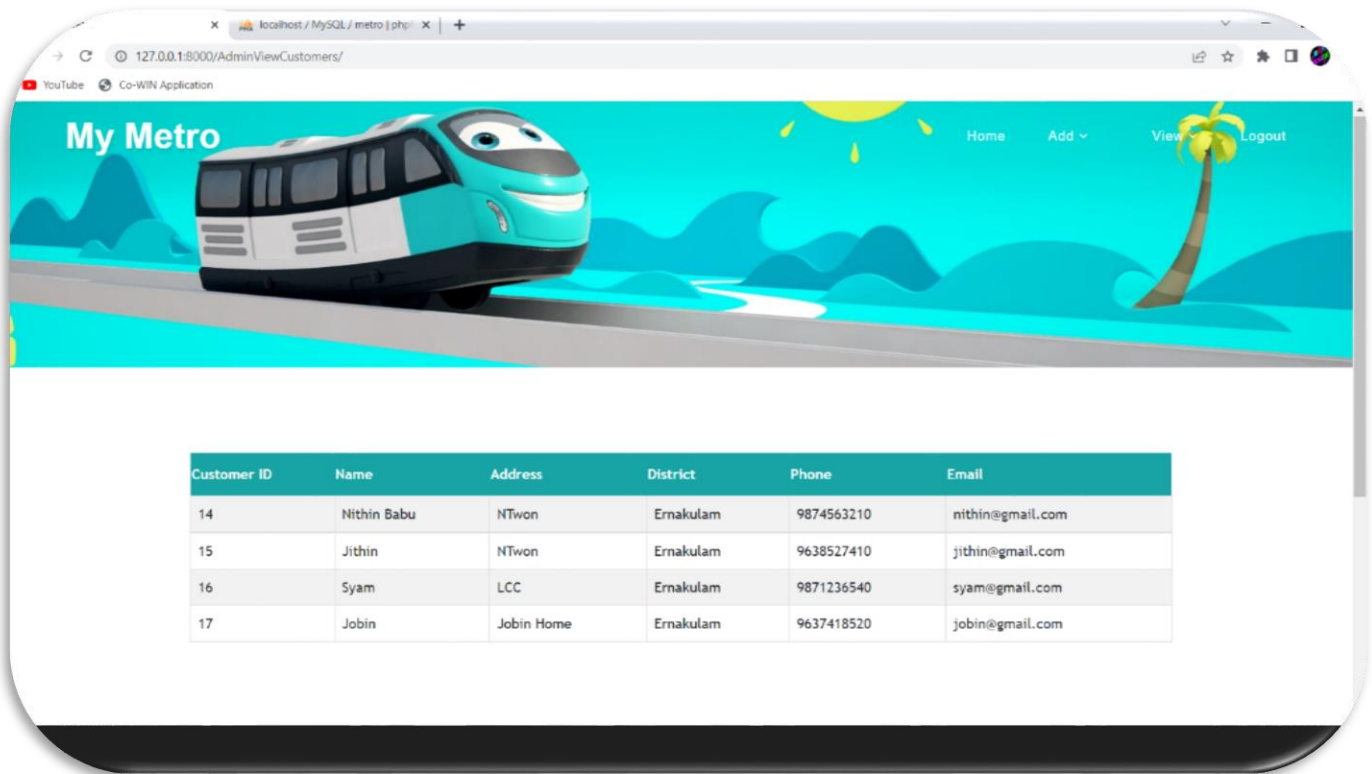 localhost / MySQL / metro | php
127.0.0.1:8000/AdminViewCustomers/
YouTube Co-WIN Application
My Metro Home Add View Logout
Customer ID Name Address District Phone Email
14 Nithin Babu NTwon Ernakulam 9874563210 nithin@gmail.com
15 Jithin NTwon Ernakulam 9638527410 jithin@gmail.com
16 Syam LCC Ernakulam 9871236540 syam@gmail.com
17 Jobin Jobin Home Ernakulam 9637418520 jobin@gmail.com